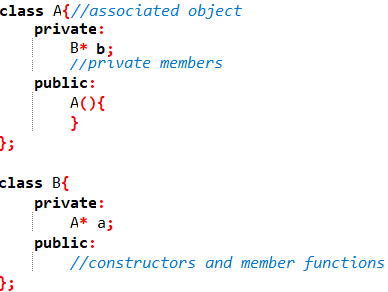 class A{//associated object
private:
B* b;
//private members
public:
A(){
}
};
class B{
private:
A* a;
public:
//constructors and member functions
};